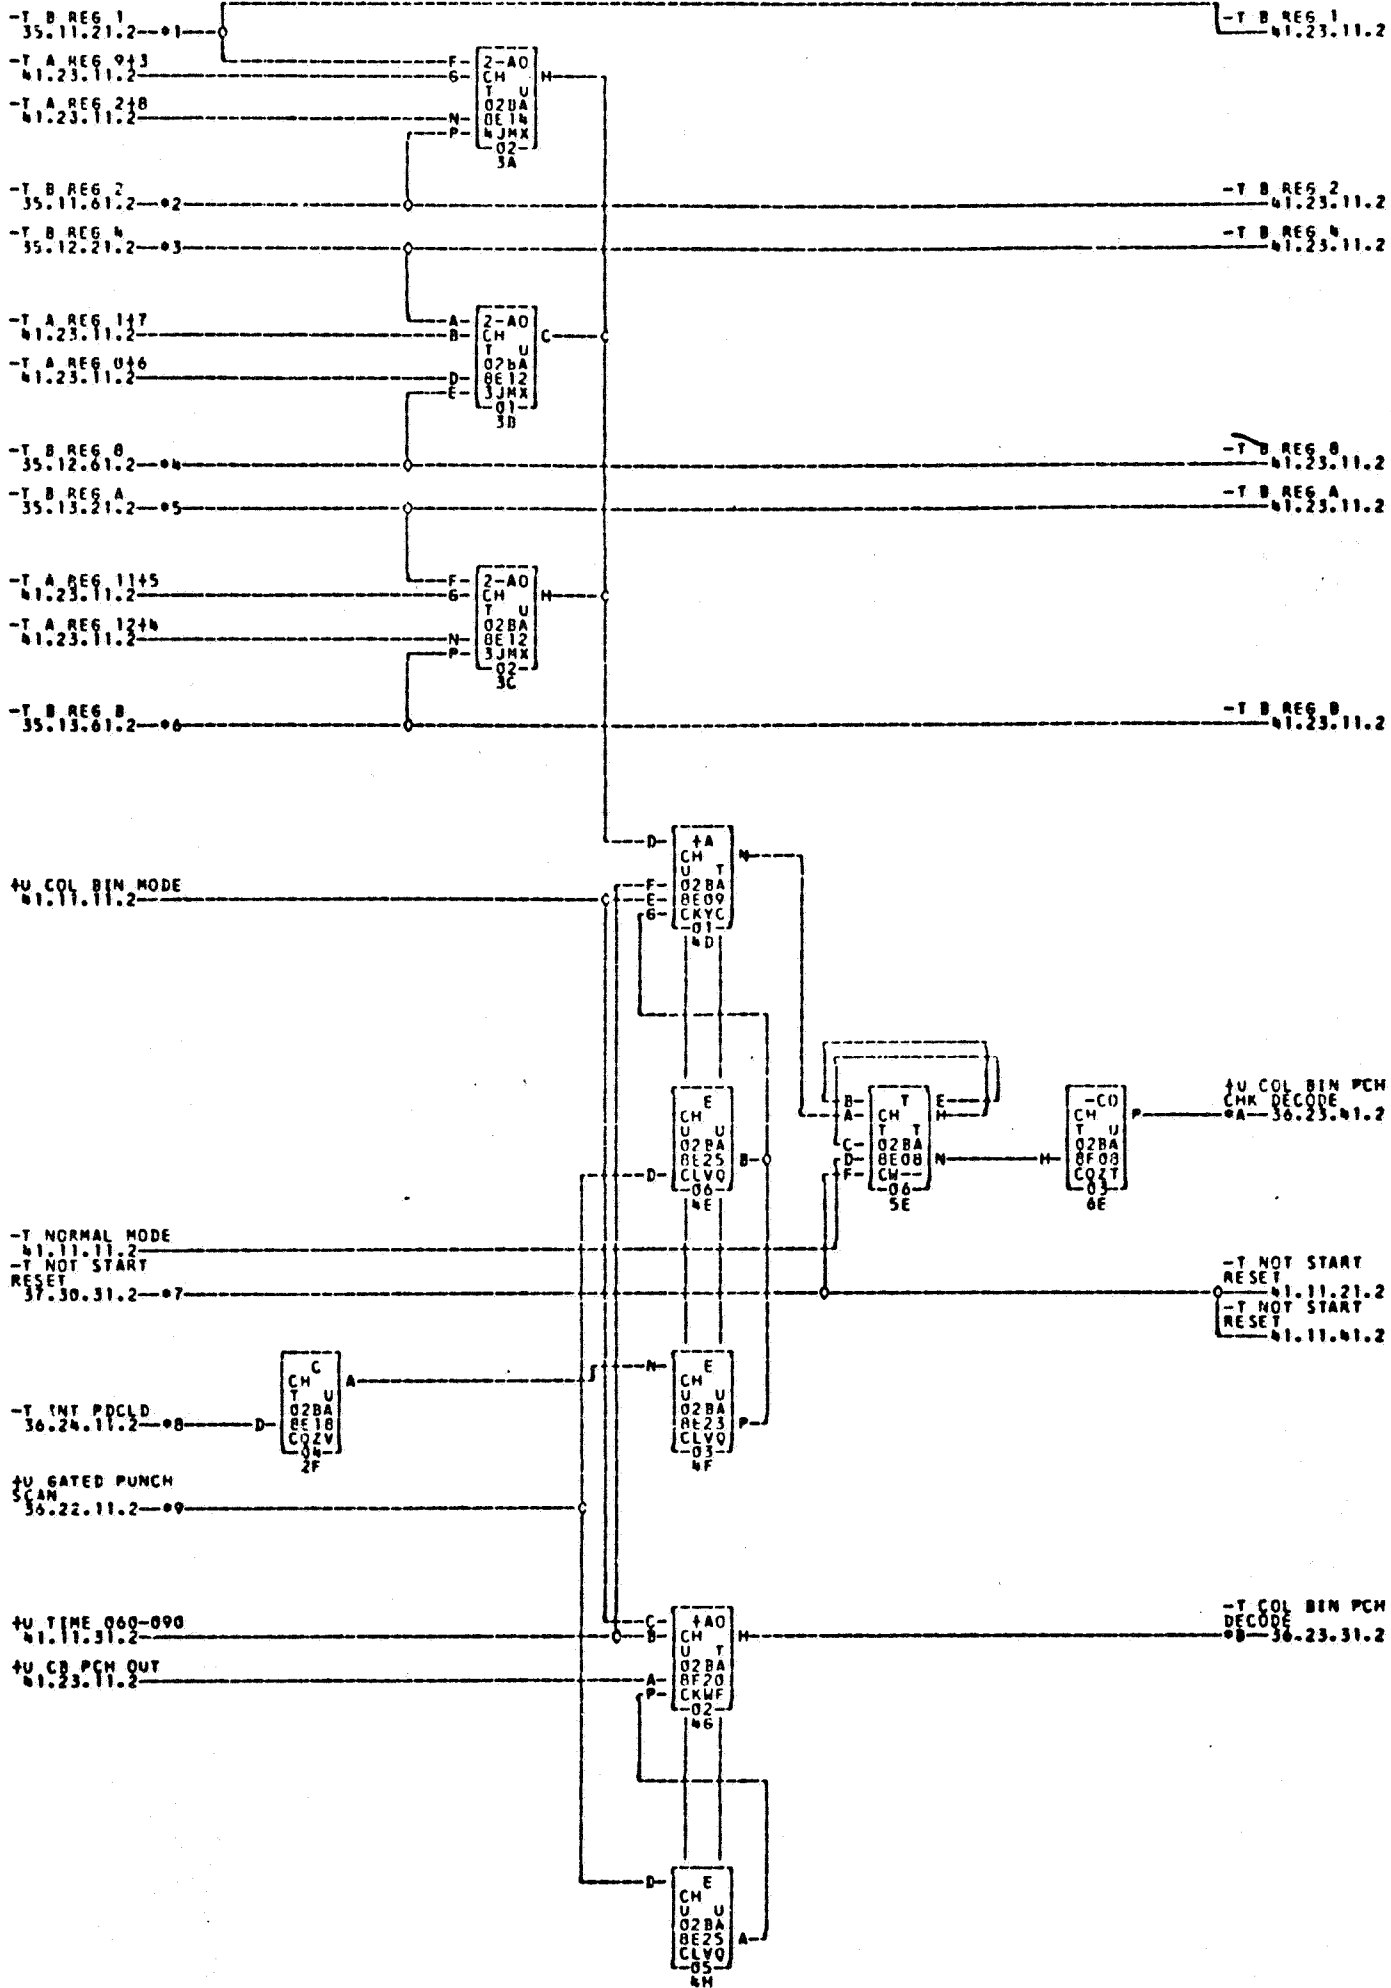 -T B REG 1
35.11.21.2—*1
-T B REG 1
41.23.11.2
-T A REG 9+3
41.23.11.2
F
G
2-AO
CH H
T U
02BA
8E14
4JMX
02
3A
-T A REG 2+8
41.23.11.2
N
P
-T B REG 2
35.11.61.2—*2
-T B REG 2
41.23.11.2
-T B REG 4
35.12.21.2—*3
-T B REG 4
41.23.11.2
-T A REG 1+7
41.23.11.2
A
B
2-AO
CH C
T U
02BA
8E12
3JMX
01
3B
-T A REG 0+6
41.23.11.2
D
E
-T B REG 8
35.12.61.2—*4
-T B REG 8
41.23.11.2
-T B REG A
35.13.21.2—*5
-T B REG A
41.23.11.2
-T A REG 11+5
41.23.11.2
F
G
2-AO
CH H
T U
02BA
8E12
3JMX
02
3C
-T A REG 12+4
41.23.11.2
N
P
-T B REG B
35.13.61.2—*6
-T B REG B
41.23.11.2
D
F
E
G
+A
CH N
U T
02BA
8E09
CKYC
01
4D
+U COL BIN MODE
41.11.11.2
D
E
CH
U U
02BA
8E25 B
CLVQ
06
4E
B
A
C
D
F
T E
CH H
T T
02BA
8E08 N
CW--
06
5E
H
-CO
CH P
T U
02BA
8F08
CQZT
03
6E
+U COL BIN PCH
CHK DECODE
*A—36.23.41.2
-T NORMAL MODE
41.11.11.2
-T NOT START
RESET
37.30.31.2—*7
-T NOT START
RESET
41.11.21.2
-T NOT START
RESET
41.11.41.2
-T INT PDCLD
36.24.11.2—*8
D
C
CH A
T U
02BA
8E18
CQZV
04
2F
N
E
CH
U U
02BA
8E23 P
CLVQ
03
4F
+U GATED PUNCH
SCAN
36.22.11.2—*9
+U TIME 060-090
41.11.31.2
+U CB PCH OUT
41.23.11.2
C
B
A
P
+AO
CH H
U T
02BA
8F20
CKWF
02
4G
-T COL BIN PCH
DECODE
*B—36.23.31.2
D
E
CH
U U
02BA
8E25 A
CLVQ
05
4H